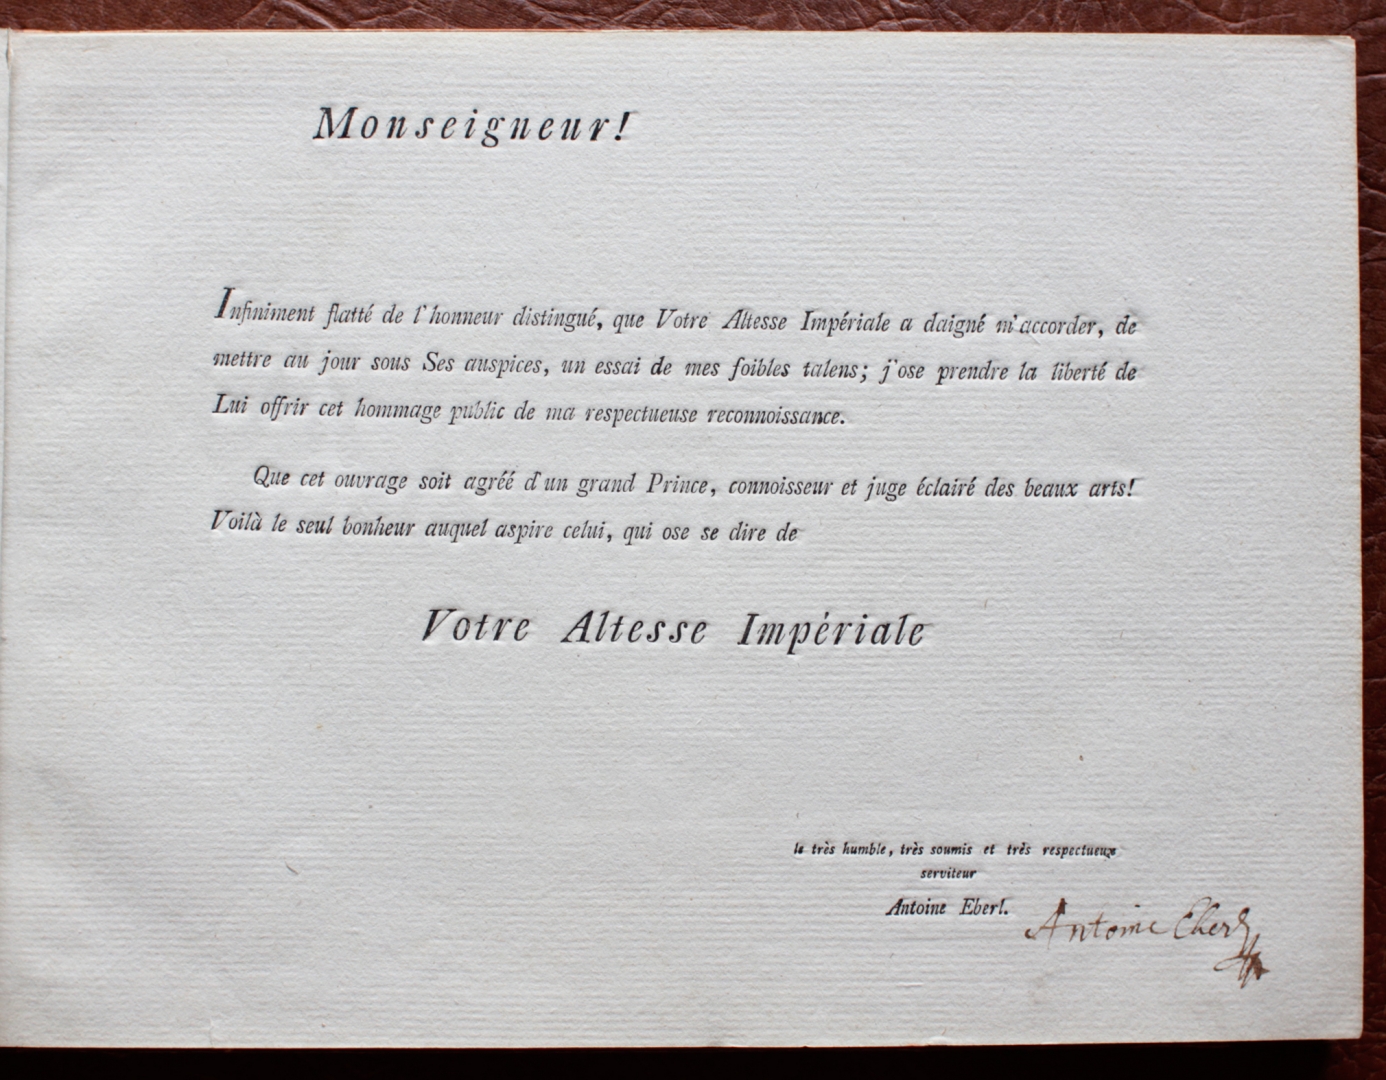 Monseigneur!
Infiniment flatté de l'honneur distingué, que Votre Altesse Impériale a daigné m'accorder, de
mettre au jour sous Ses auspices, un essai de mes foibles talens; j'ose prendre la liberté de
Lui offrir cet hommage public de ma respectueuse reconnoissance.
Que cet ouvrage soit agréé d'un grand Prince, connoisseur et juge éclairé des beaux arts!
Voilà le seul bonheur auquel aspire celui, qui ose se dire de
Votre Altesse Impériale
le très humble, très soumis et très respectueux
serviteur
Antoine Eberl.
Antoine Eberl